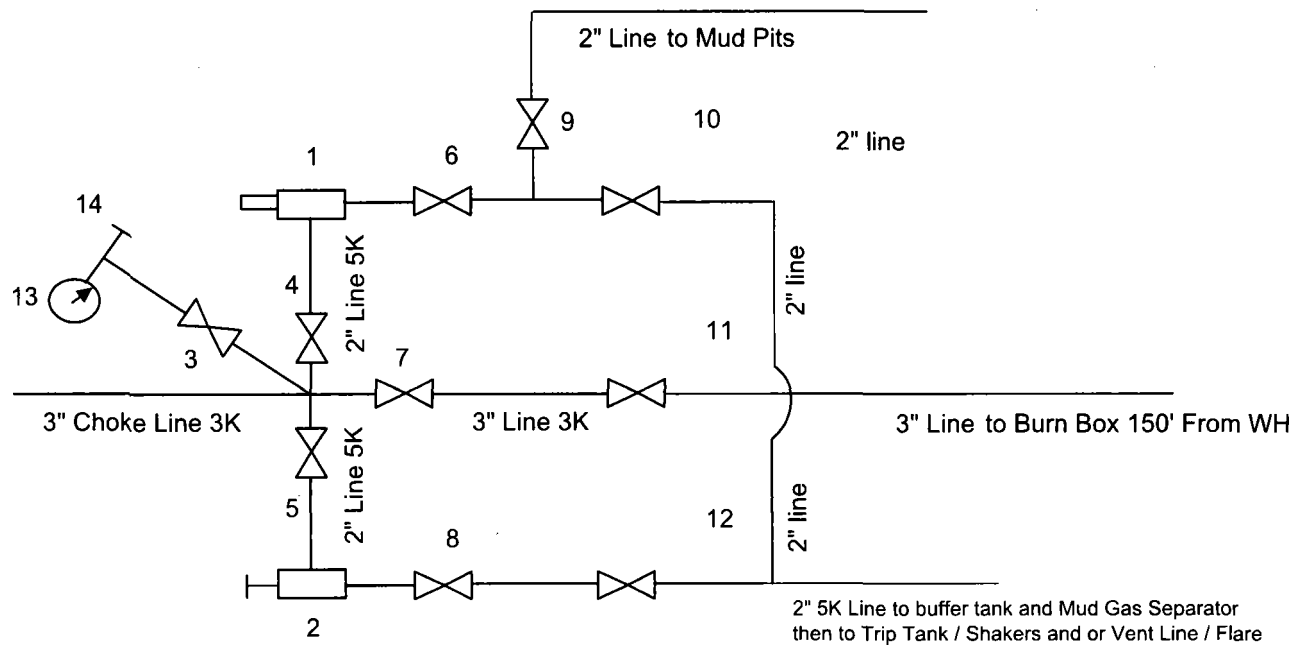 2" Line to Mud Pits
9
10
2" line
1
6
14
2" Line 5K
4
2" line
13
11
3
7
3" Choke Line 3K
3" Line 3K
3" Line to Burn Box 150' From WH
2" Line 5K
5
12
2" line
8
2
2" 5K Line to buffer tank and Mud Gas Separator
then to Trip Tank / Shakers and or Vent Line / Flare